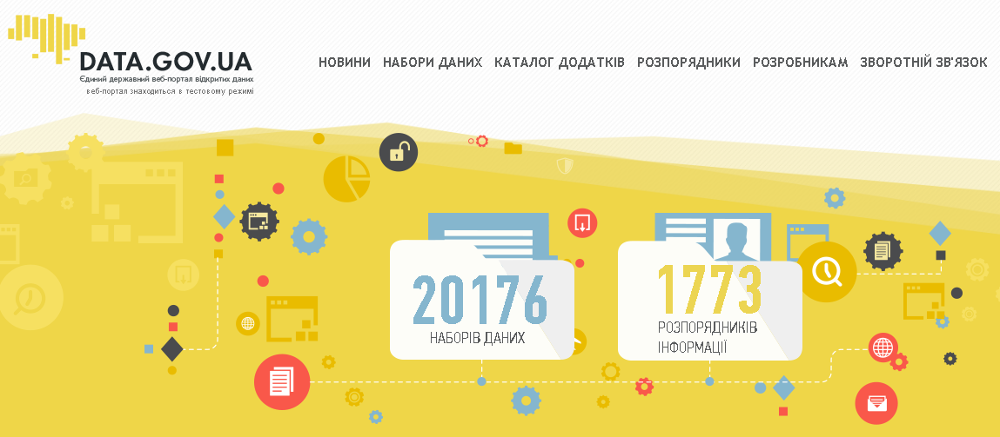 DATA.GOV.UA
Єдиний державний веб-портал відкритих даних
веб-портал знаходиться в тестовому режимі
НОВИНИ НАБОРИ ДАНИХ КАТАЛОГ ДОДАТКІВ РОЗПОРЯДНИКИ РОЗРОБНИКАМ ЗВОРОТНІЙ ЗВ'ЯЗОК
20176
НАБОРІВ ДАНИХ
1773
РОЗПОРЯДНИКІВ
ІНФОРМАЦІЇ